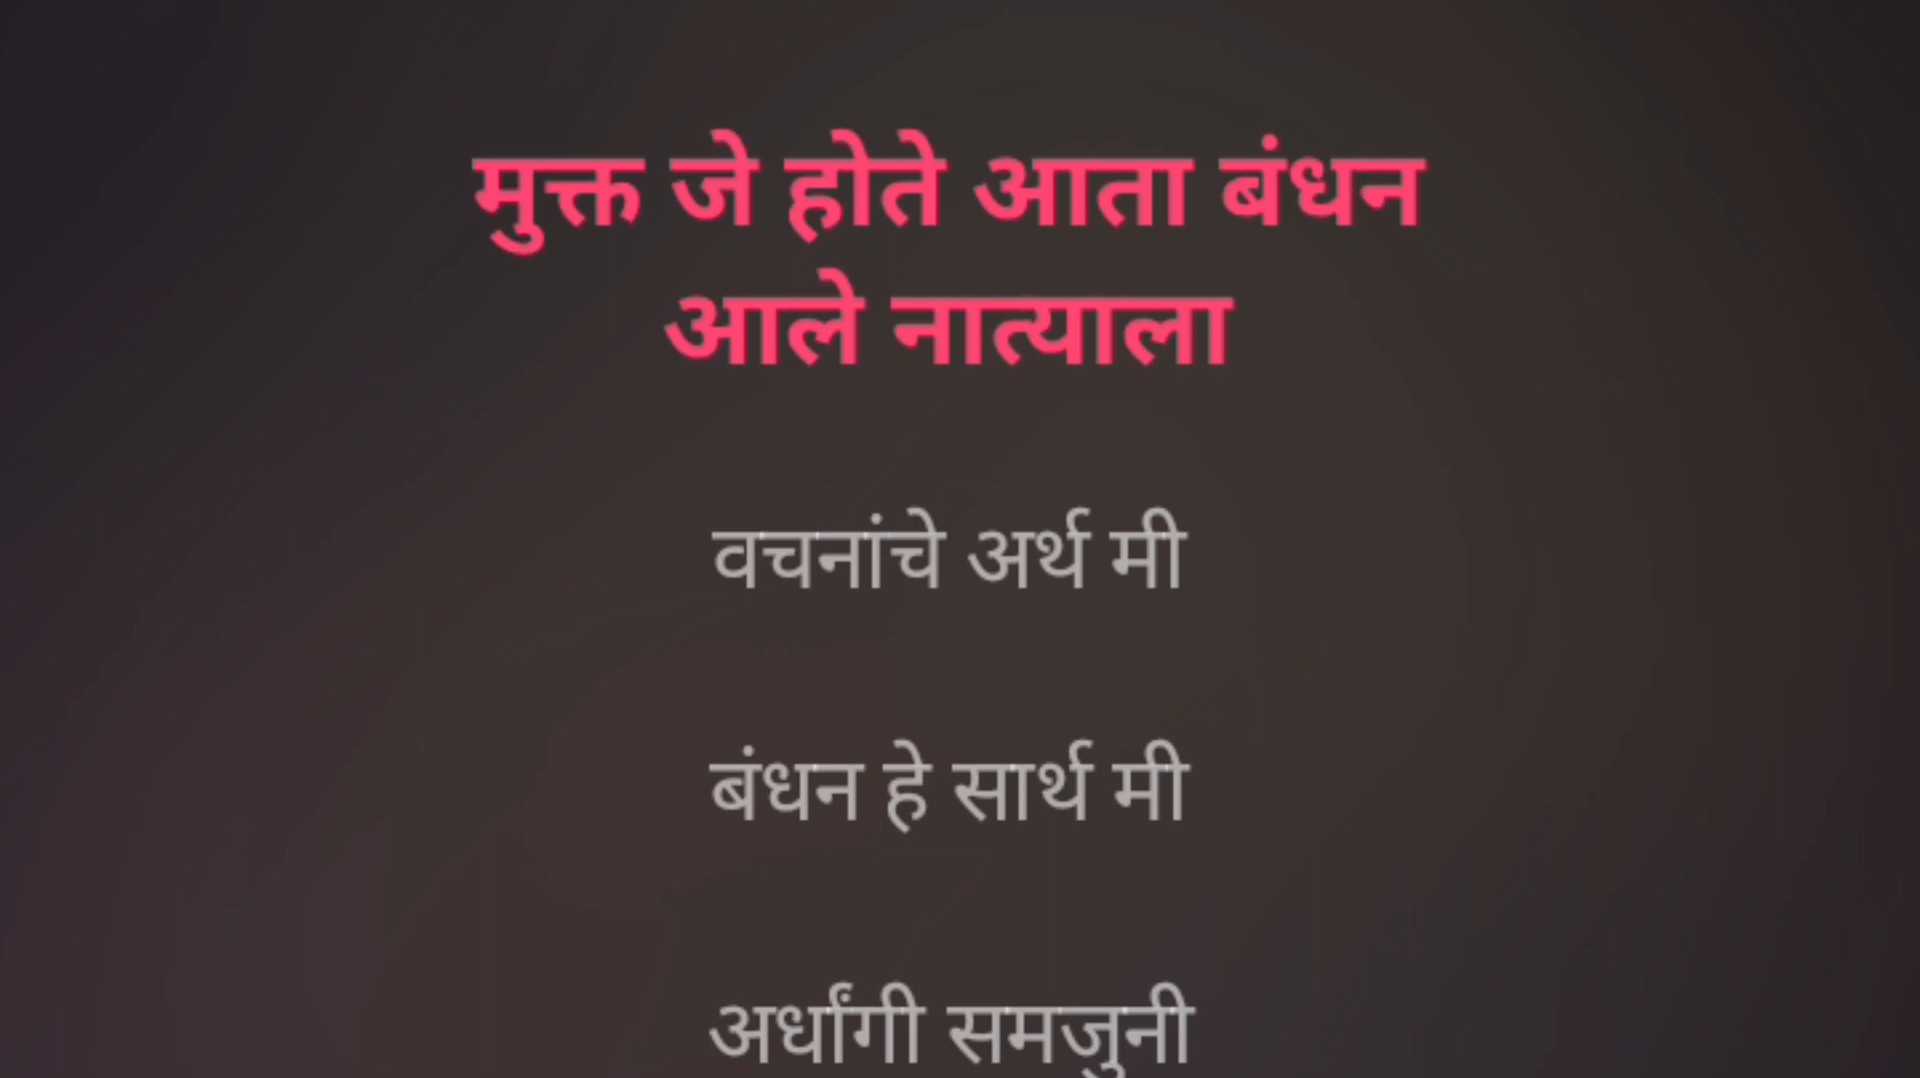 मुक्त जे होते आता बंधन
आले नात्याला
वचनांचे अर्थ मी
बंधन हे सार्थ मी
अर्धांगी समजुनी